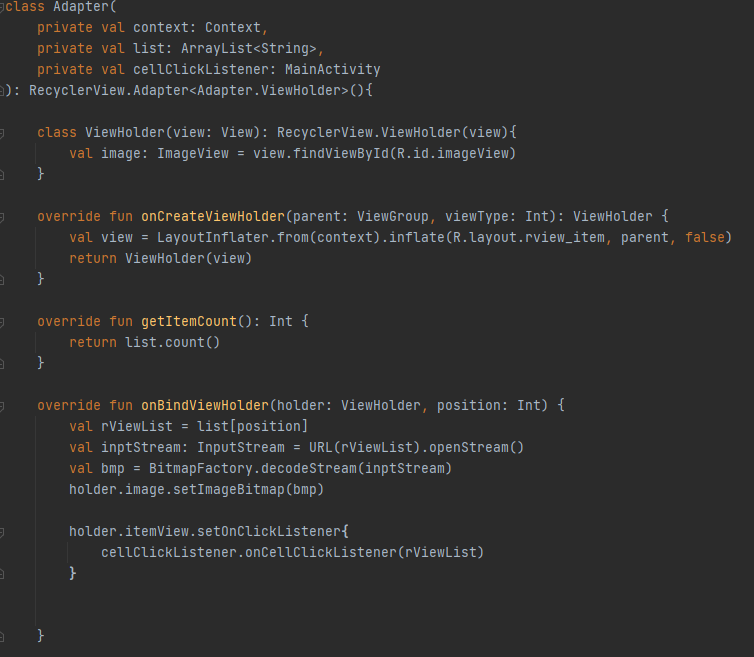 class Adapter(
    private val context: Context,
    private val list: ArrayList<String>,
    private val cellClickListener: MainActivity
): RecyclerView.Adapter<Adapter.ViewHolder>(){
    class ViewHolder(view: View): RecyclerView.ViewHolder(view){
        val image: ImageView = view.findViewById(R.id.imageView)
    }
    override fun onCreateViewHolder(parent: ViewGroup, viewType: Int): ViewHolder {
        val view = LayoutInflater.from(context).inflate(R.layout.rview_item, parent, false)
        return ViewHolder(view)
    }
    override fun getItemCount(): Int {
        return list.count()
    }
    override fun onBindViewHolder(holder: ViewHolder, position: Int) {
        val rViewList = list[position]
        val inptStream: InputStream = URL(rViewList).openStream()
        val bmp = BitmapFactory.decodeStream(inptStream)
        holder.image.setImageBitmap(bmp)
        holder.itemView.setOnClickListener{
            cellClickListener.onCellClickListener(rViewList)
        }
    }